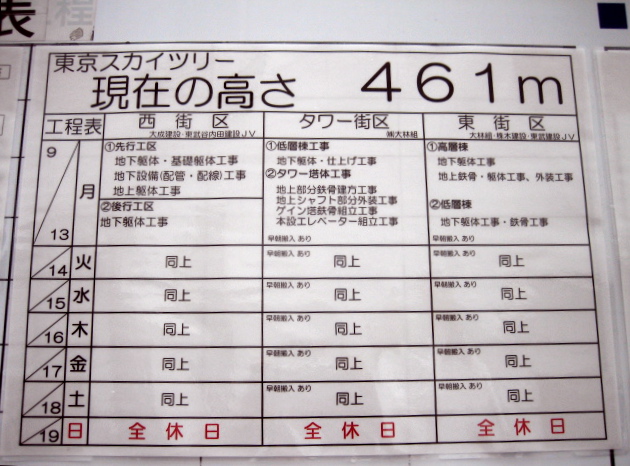 表 程
東京スカイツリー
現在の高さ 461m
工程表 西街区 タワー街区 東街区
大成建設・東武谷内田建設JV ㈱大林組 大林組・株木建設・東武建設JV
9
13 月
①先行工区
地下躯体・基礎躯体工事
地下設備(配管・配線)工事
地上躯体工事
②後行工区
地下躯体工事
①低層棟工事
地下躯体・仕上げ工事
②タワー塔体工事
地上部分鉄骨建方工事
地上シャフト部分外装工事
ゲイン塔鉄骨組立工事
本設エレベーター組立工事
早朝搬入 あり
①高層棟
地下躯体工事
地上鉄骨・躯体工事、外装工事
②低層棟
地下躯体工事・鉄骨工事
早朝搬入 あり
14 火 同上 早朝搬入 あり 同上 早朝搬入 あり 同上
15 水 同上 早朝搬入 あり 同上 早朝搬入 あり 同上
16 木 同上 早朝搬入 あり 同上 早朝搬入 あり 同上
17 金 同上 早朝搬入 あり 同上 早朝搬入 あり 同上
18 土 同上 早朝搬入 あり 同上 早朝搬入 あり 同上
19 日 全休日 全休日 全休日